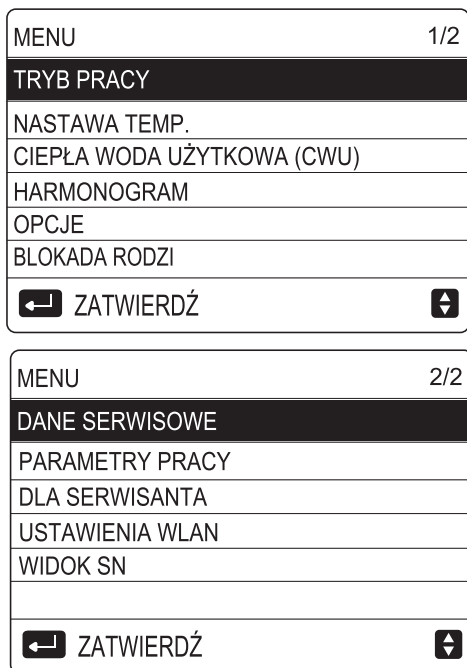 MENU 1/2
TRYB PRACY
NASTAWA TEMP.
CIEPŁA WODA UŻYTKOWA (CWU)
HARMONOGRAM
OPCJE
BLOKADA RODZI
ZATWIERDŹ
MENU 2/2
DANE SERWISOWE
PARAMETRY PRACY
DLA SERWISANTA
USTAWIENIA WLAN
WIDOK SN
ZATWIERDŹ